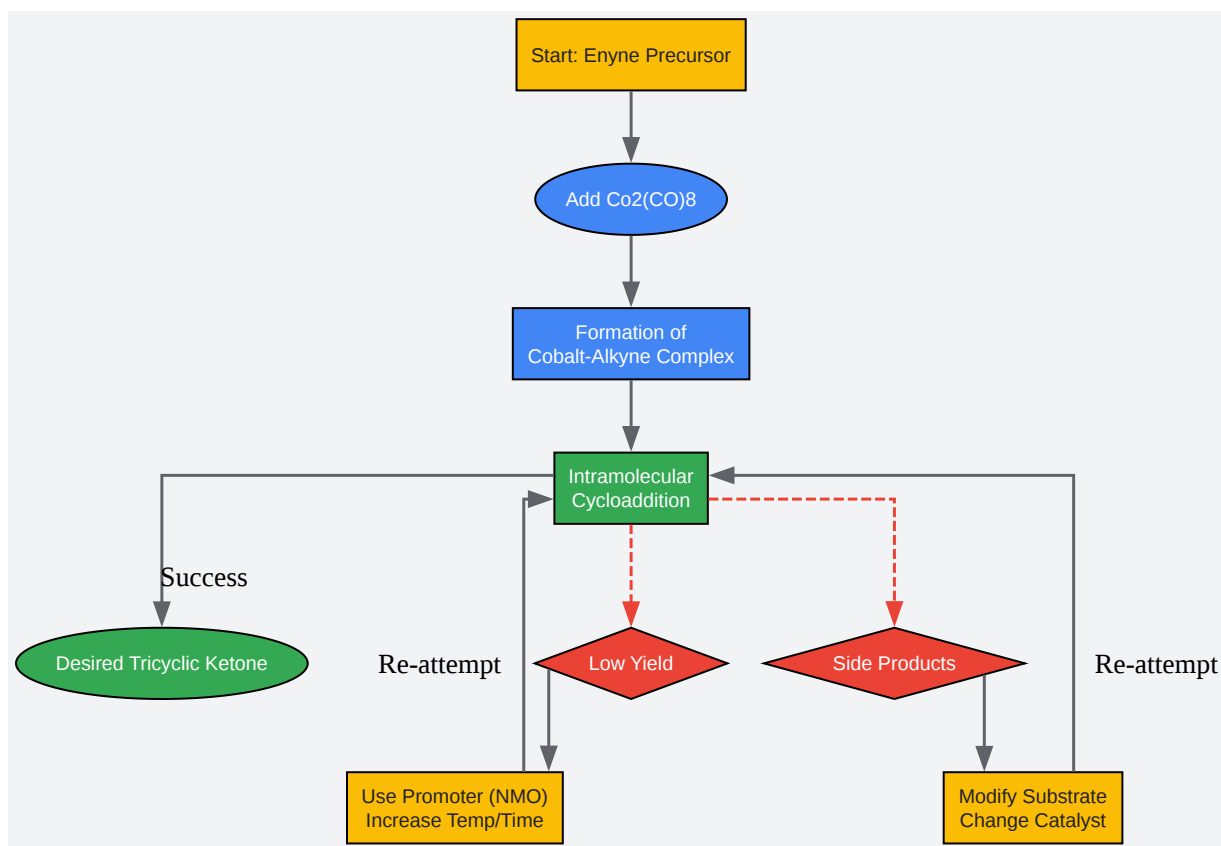 Start: Enyne Precursor
Add Co2(CO)8
Formation of
Cobalt-Alkyne Complex
Intramolecular
Cycloaddition
Success
Desired Tricyclic Ketone
Re-attempt
Low Yield
Side Products
Re-attempt
Use Promoter (NMO)
Increase Temp/Time
Modify Substrate
Change Catalyst